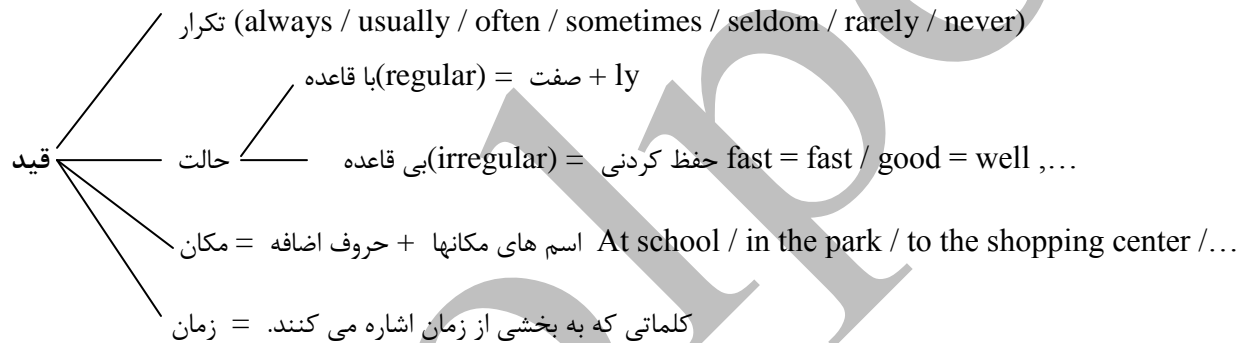 تکرار (always / usually / often / sometimes / seldom / rarely / never)
با قاعده(regular) = صفت + ly
قید
حالت
بی قاعده(irregular) = حفظ کردنی fast = fast / good = well ,…
مکان = حروف اضافه + اسم های مکانها At school / in the park / to the shopping center /…
زمان = کلماتی که به بخشی از زمان اشاره می کنند.